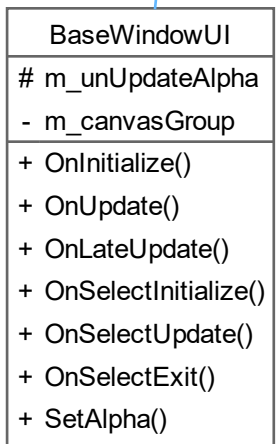 BaseWindowUI
# m_unUpdateAlpha
- m_canvasGroup
+ OnInitialize()
+ OnUpdate()
+ OnLateUpdate()
+ OnSelectInitialize()
+ OnSelectUpdate()
+ OnSelectExit()
+ SetAlpha()